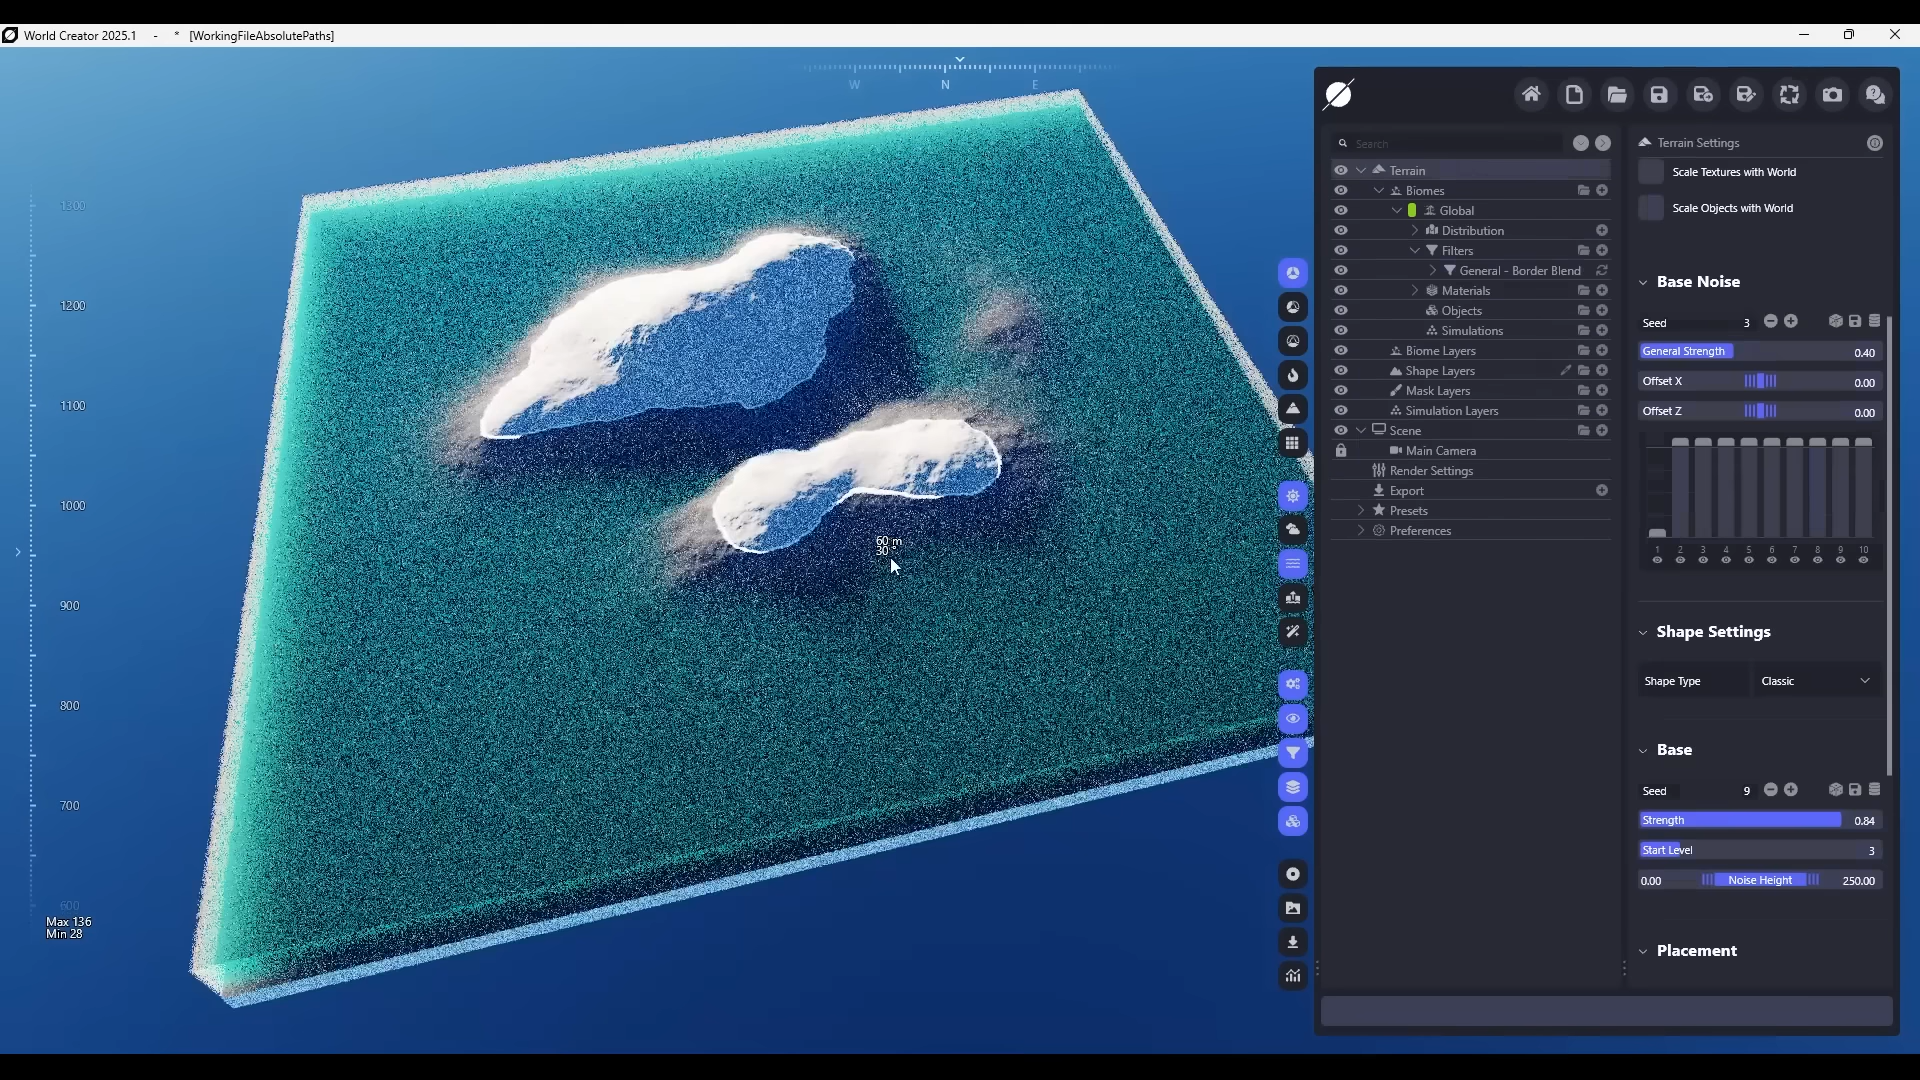 World Creator 2025.1 - * [WorkingFileAbsolutePaths]
W N E
1300
1200
1100
1000
900
800
700
600
Max 136
Min 28
60 m
30 °
Search
Terrain
Biomes
Global
Distribution
Filters
General - Border Blend
Materials
Objects
Simulations
Biome Layers
Shape Layers
Mask Layers
Simulation Layers
Scene
Main Camera
Render Settings
Export
Presets
Preferences
Terrain Settings
Scale Textures with World
Scale Objects with World
Base Noise
Seed 3
General Strength 0.40
Offset X 0.00
Offset Z 0.00
1 2 3 4 5 6 7 8 9 10
Shape Settings
Shape Type Classic
Base
Seed 9
Strength 0.84
Start Level 3
0.00 Noise Height 250.00
Placement